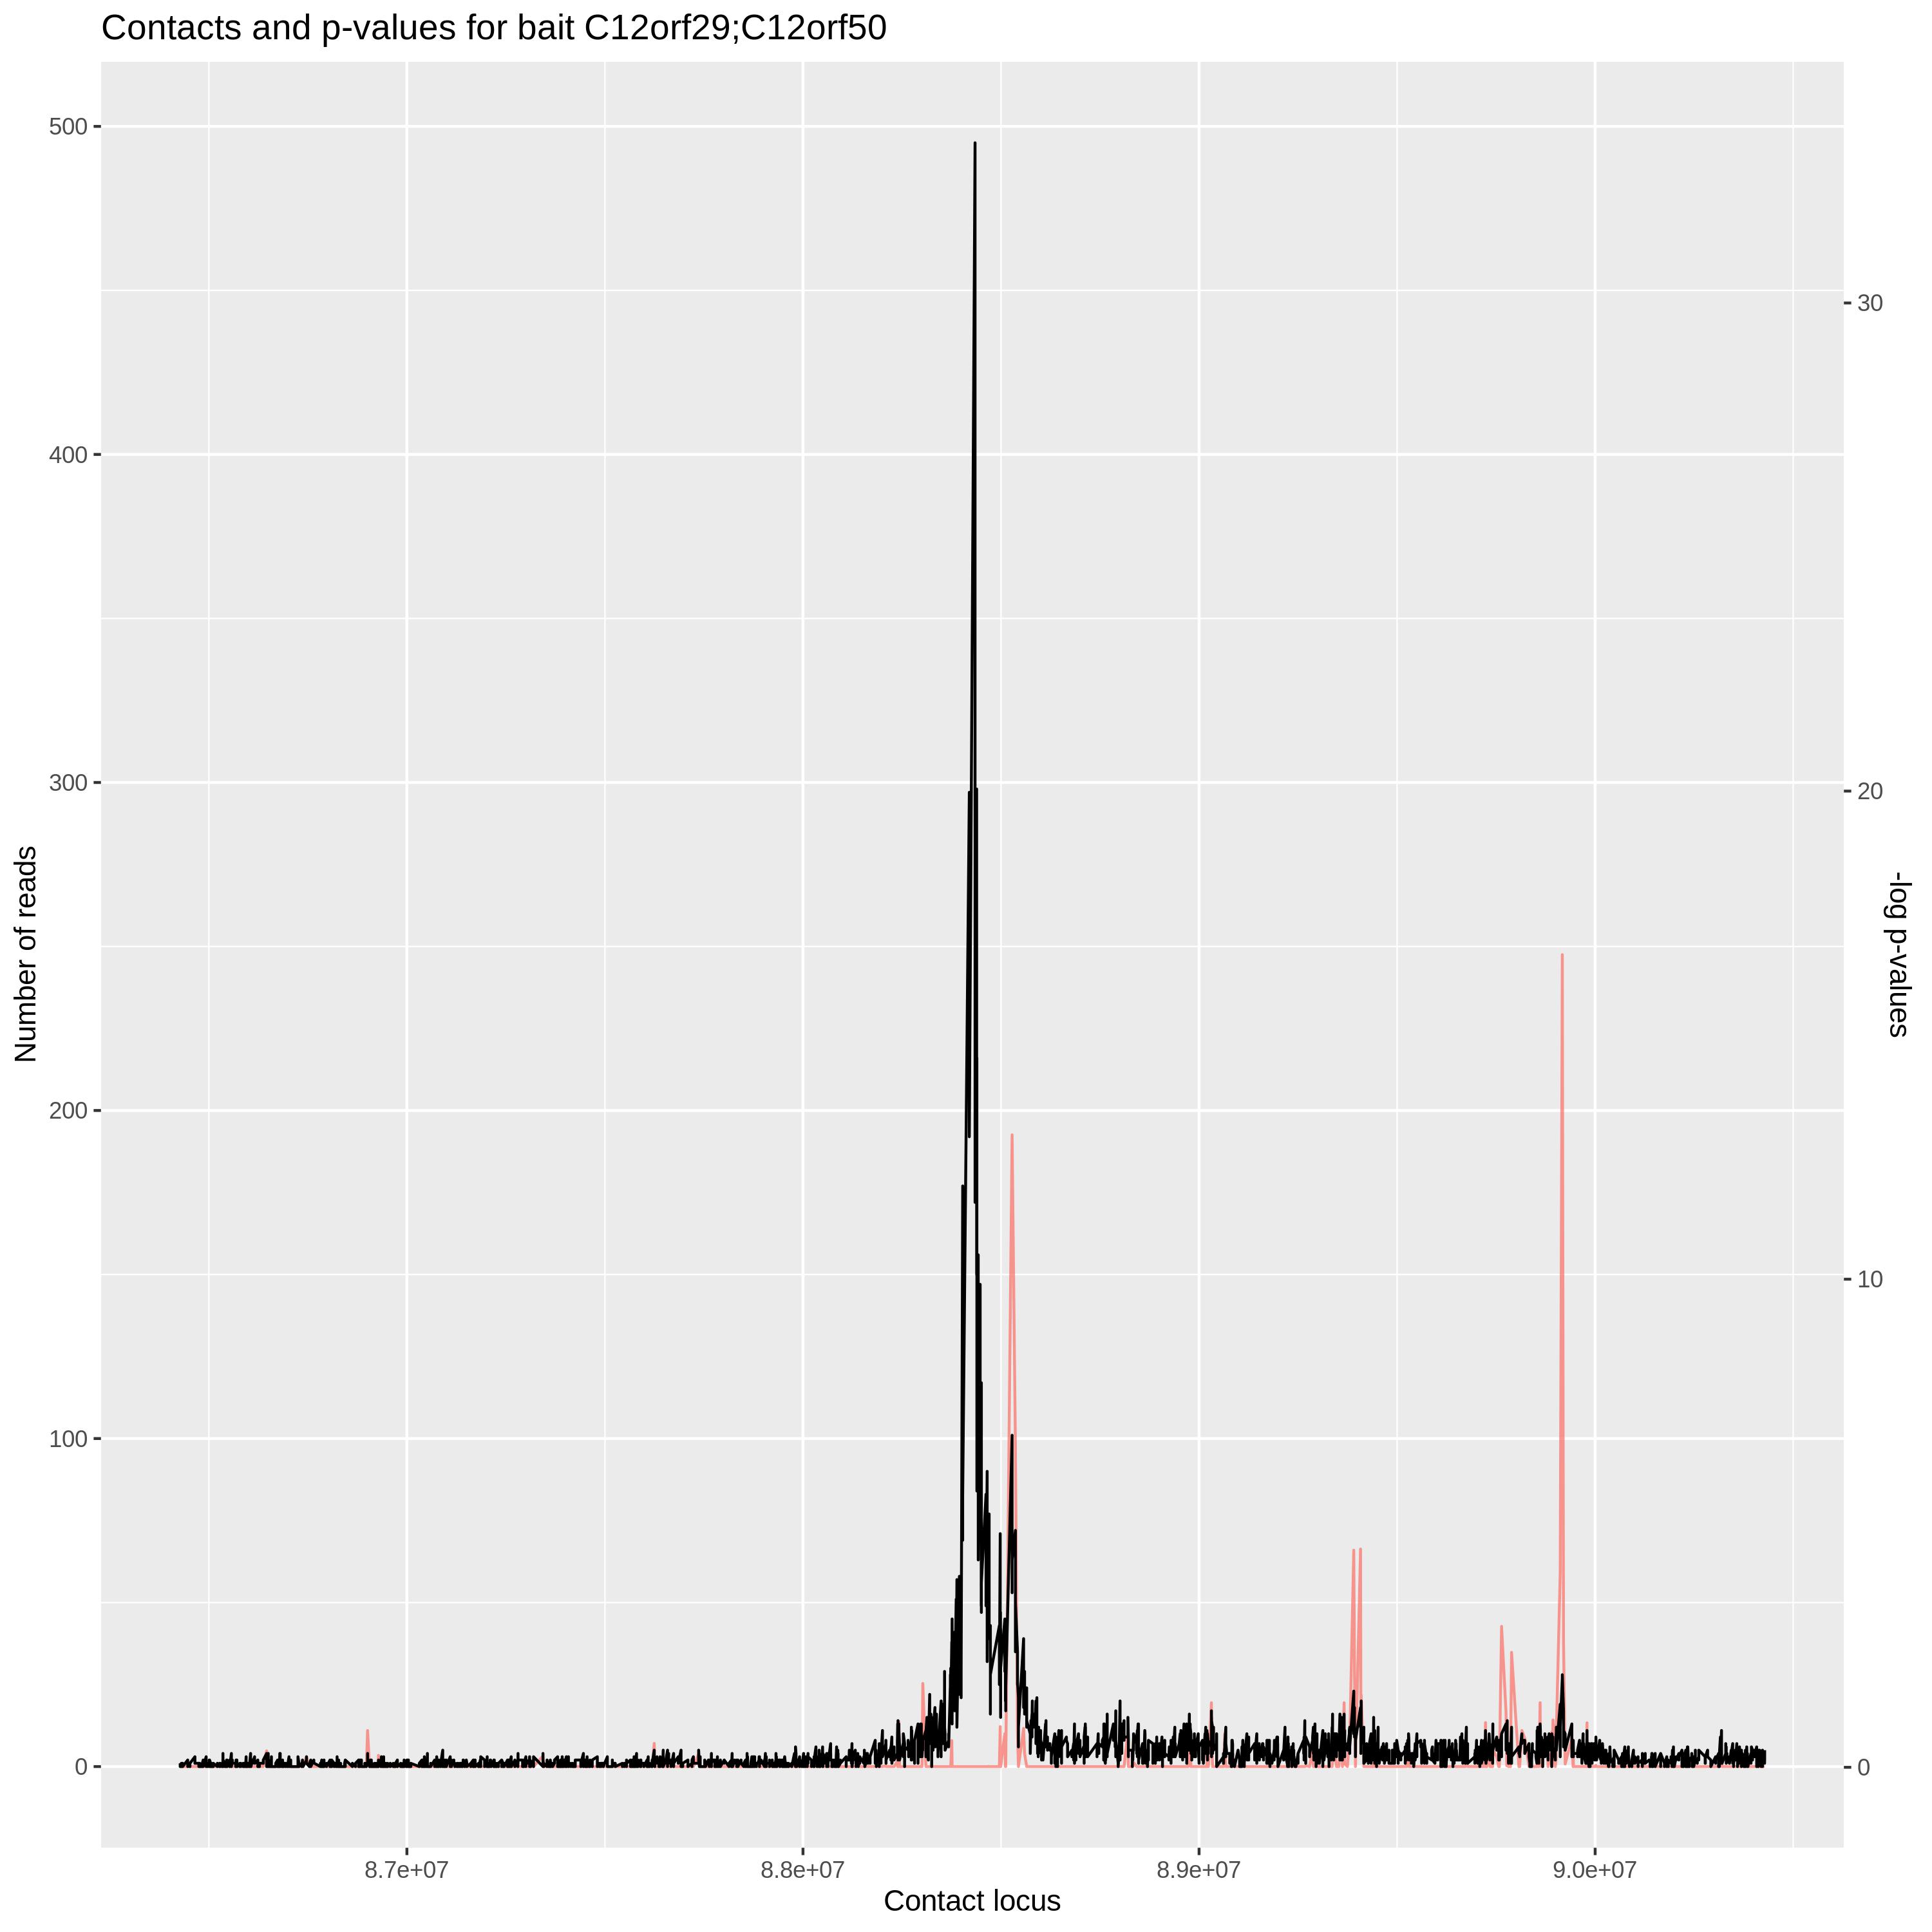 Contacts and p-values for bait C12orf29;C12orf50
500
400
300
200
100
0
Number of reads
30
20
10
0
-log p-values
8.7e+07
8.8e+07
8.9e+07
9.0e+07
Contact locus